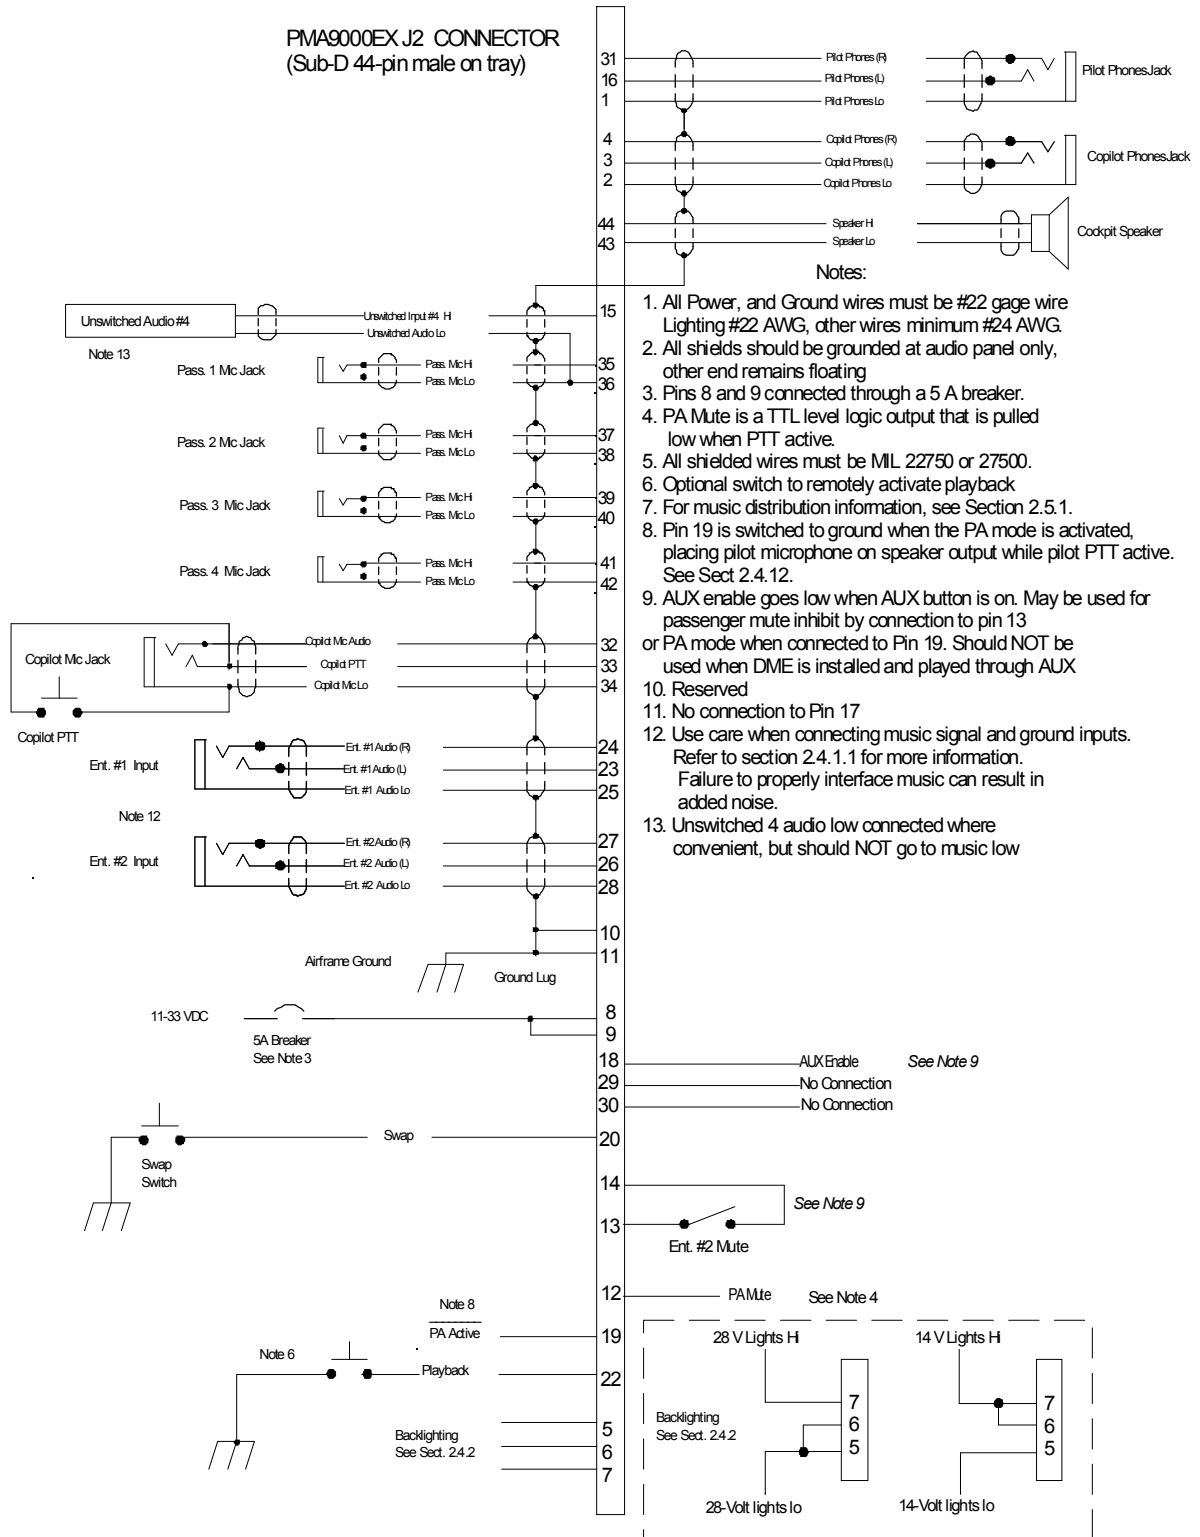 PMA9000EX J2 CONNECTOR
(Sub-D 44-pin male on tray)
31 Pilot Phones (R)
16 Pilot Phones (L)
1 Pilot Phones Lo
Pilot Phones Jack
4 Copilot Phones (R)
3 Copilot Phones (L)
2 Copilot Phones Lo
Copilot Phones Jack
44 Speaker Hi
43 Speaker Lo
Cockpit Speaker
Notes:
1. All Power, and Ground wires must be #22 gage wire
Lighting #22 AWG, other wires minimum #24 AWG.
2. All shields should be grounded at audio panel only,
other end remains floating
3. Pins 8 and 9 connected through a 5 A breaker.
4. PA Mute is a TTL level logic output that is pulled
low when PTT active.
5. All shielded wires must be MIL 22750 or 27500.
6. Optional switch to remotely activate playback
7. For music distribution information, see Section 2.5.1.
8. Pin 19 is switched to ground when the PA mode is activated,
placing pilot microphone on speaker output while pilot PTT active.
See Sect 2.4.12.
9. AUX enable goes low when AUX button is on. May be used for
passenger mute inhibit by connection to pin 13
or PA mode when connected to Pin 19. Should NOT be
used when DME is installed and played through AUX
10. Reserved
11. No connection to Pin 17
12. Use care when connecting music signal and ground inputs.
Refer to section 2.4.1.1 for more information.
Failure to properly interface music can result in
added noise.
13. Unswitched 4 audio low connected where
convenient, but should NOT go to music low
Unswitched Audio #4
Unswitched Input #4 Hi 15
Unswitched Audio Lo
Note 13
Pass. 1 Mic Jack
Pass. Mic Hi 35
Pass. Mic Lo 36
Pass. 2 Mic Jack
Pass. Mic Hi 37
Pass. Mic Lo 38
Pass. 3 Mic Jack
Pass. Mic Hi 39
Pass. Mic Lo 40
Pass. 4 Mic Jack
Pass. Mic Hi 41
Pass. Mic Lo 42
Copilot Mic Jack
Copilot Mic Audio 32
Copilot PTT 33
Copilot Mic Lo 34
Copilot PTT
Ent. #1 Input
Ent. #1 Audio (R) 24
Ent. #1 Audio (L) 23
Ent. #1 Audio Lo 25
Note 12
Ent. #2 Input
Ent. #2 Audio (R) 27
Ent. #2 Audio (L) 26
Ent. #2 Audio Lo 28
10
11
Airframe Ground
Ground Lug
11-33 VDC
5A Breaker
See Note 3
8
9
18 AUX Enable See Note 9
29 No Connection
30 No Connection
Swap 20
Swap
Switch
14
See Note 9
13
Ent. #2 Mute
12 PA Mute See Note 4
Note 8
PA Active 19
Note 6
Playback 22
Backlighting
See Sect. 2.4.2
5
6
7
28 V Lights Hi
14 V Lights Hi
Backlighting
See Sect. 2.4.2
7
6
5
7
6
5
28-Volt lights lo
14-Volt lights lo